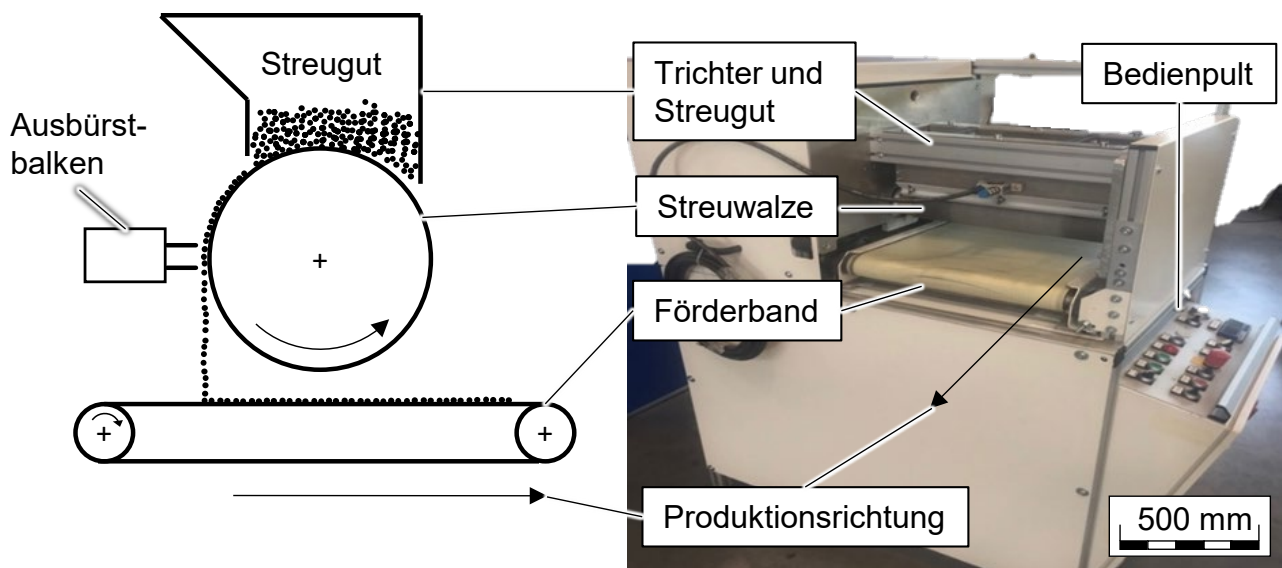 Streugut
Ausbürst-
balken
Trichter und
Streugut
Bedienpult
Streuwalze
Förderband
Produktionsrichtung
500 mm